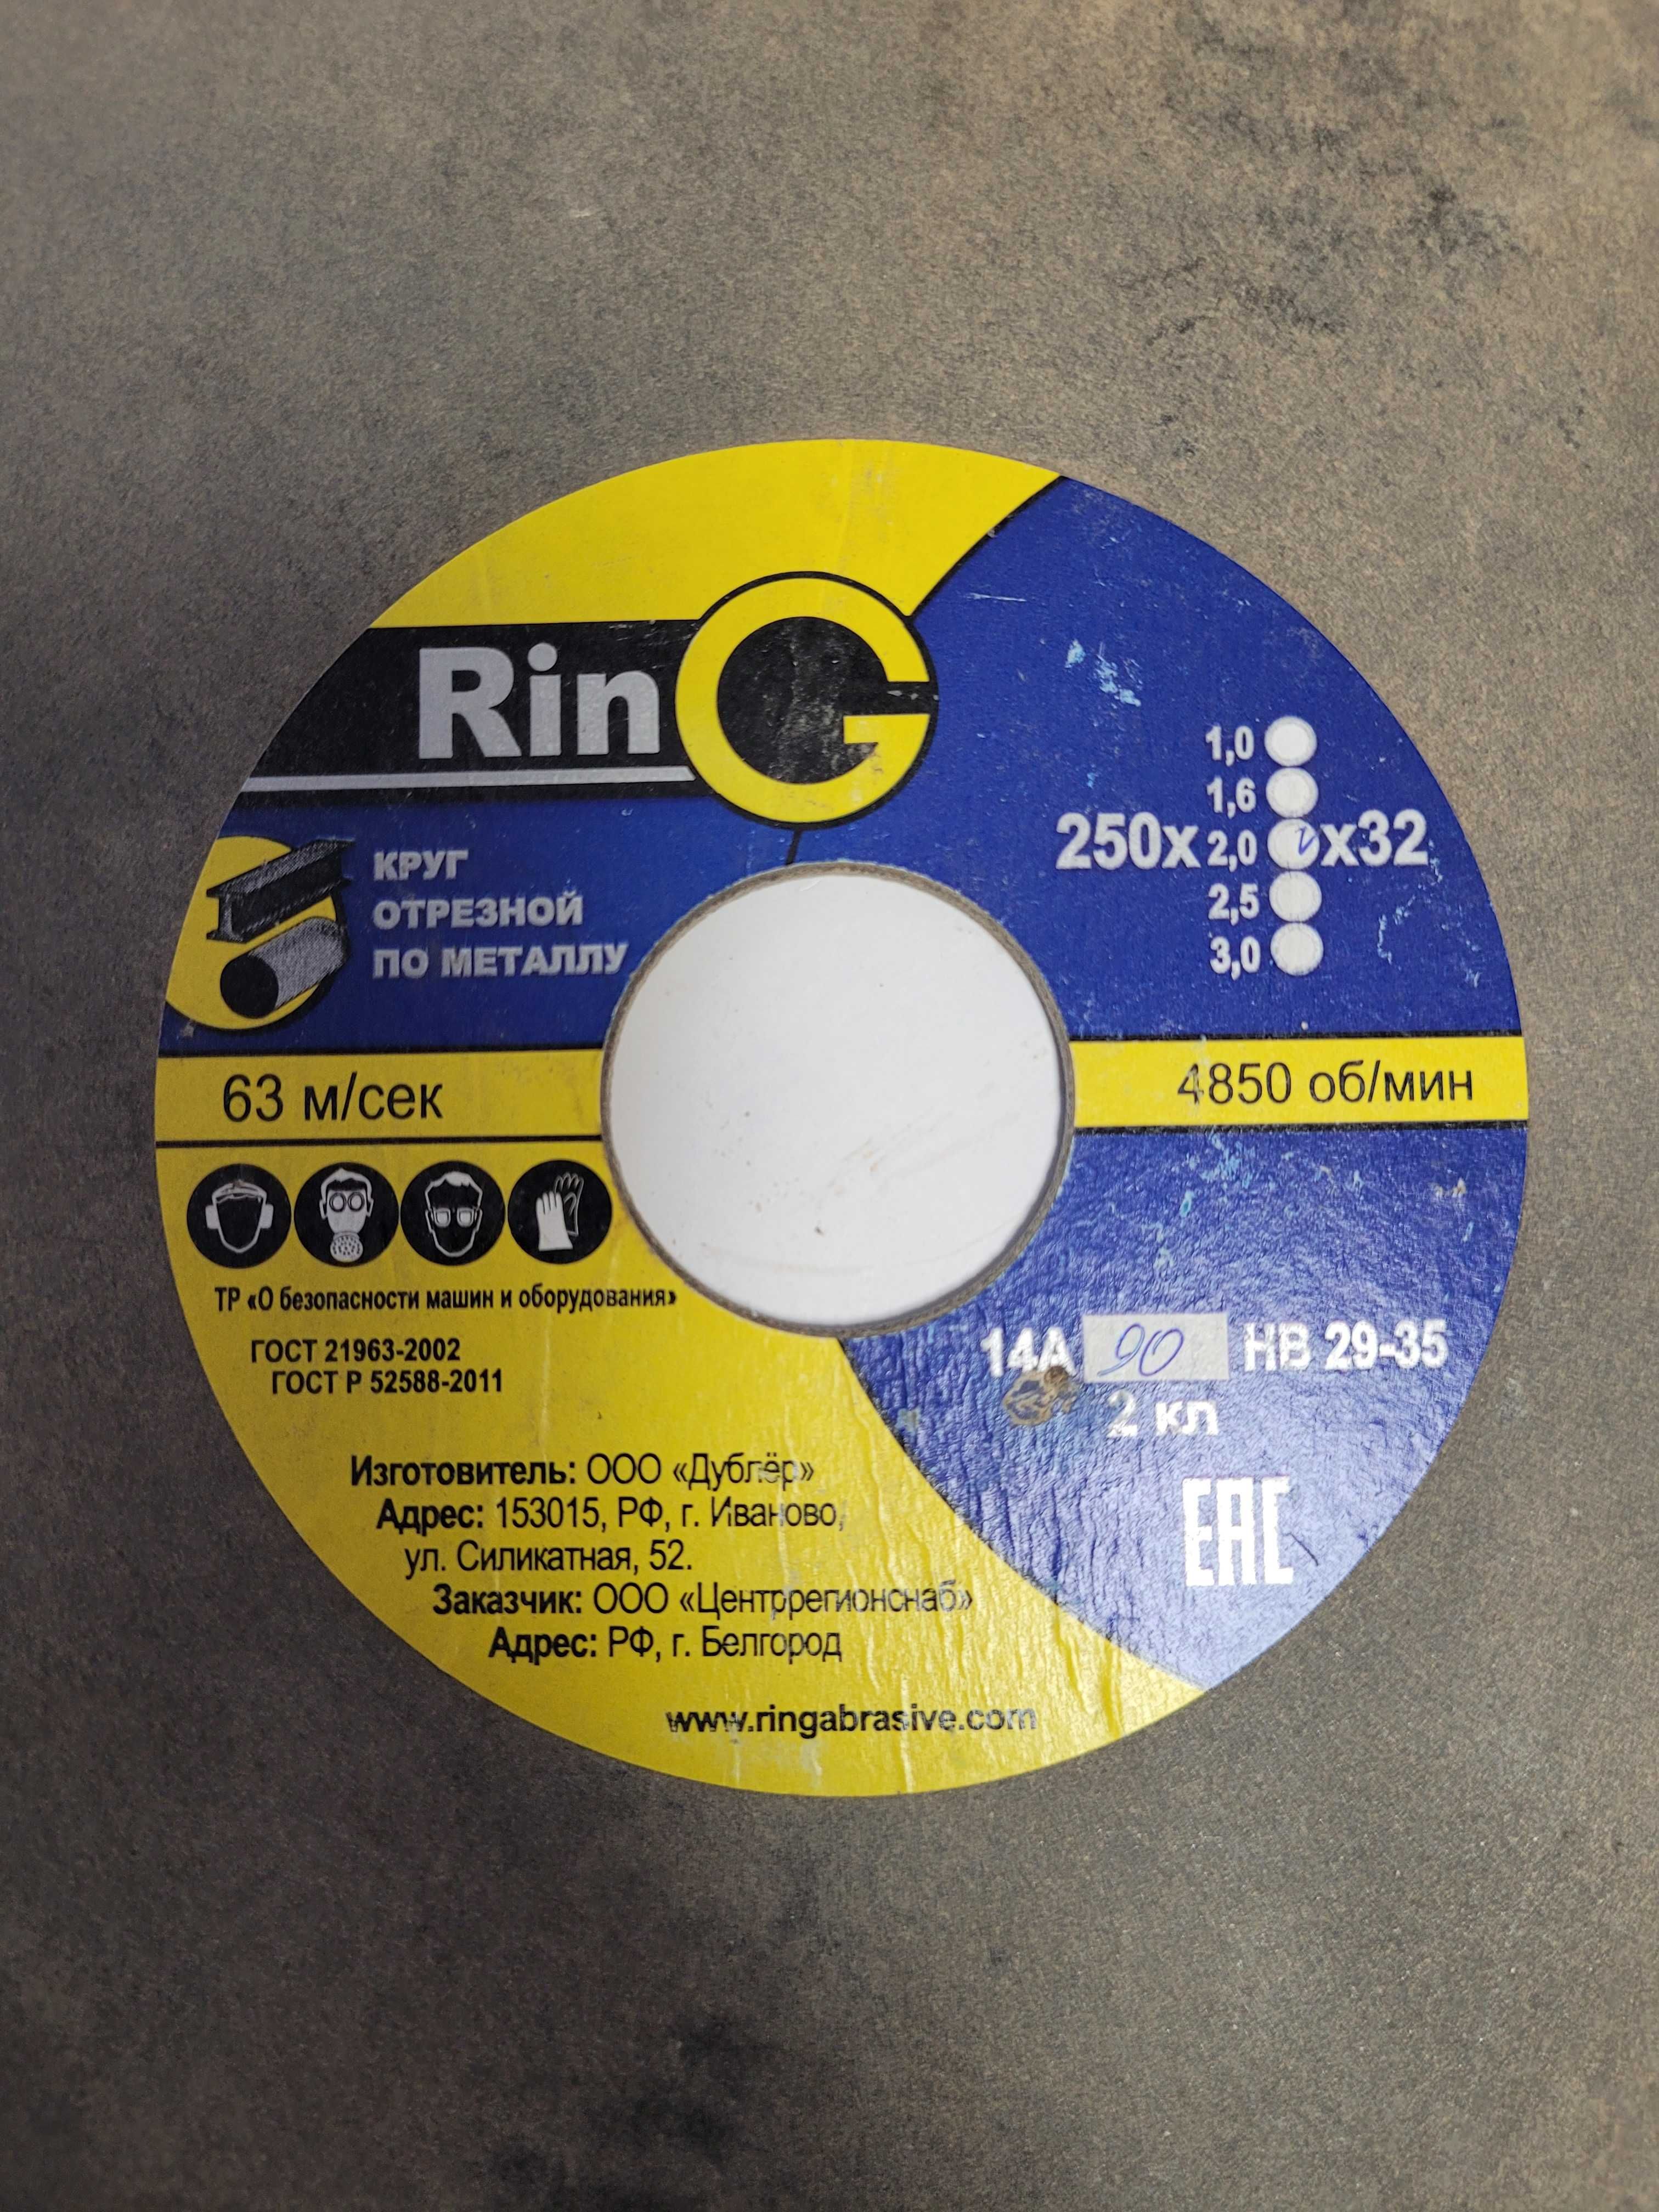 RinG
КРУГ
ОТРЕЗНОЙ
ПО МЕТАЛЛУ
1,0
1,6
250x 2,0 x32
2,5
3,0
63 м/сек
4850 об/мин
ТР «О безопасности машин и оборудования»
ГОСТ 21963-2002
ГОСТ Р 52588-2011
14А 90 НВ 29-35
2 кл
ЕАС
Изготовитель: ООО «Дублёр»
Адрес: 153015, РФ, г. Иваново,
ул. Силикатная, 52.
Заказчик: ООО «Центррегионснаб»
Адрес: РФ, г. Белгород
www.ringabrasive.com